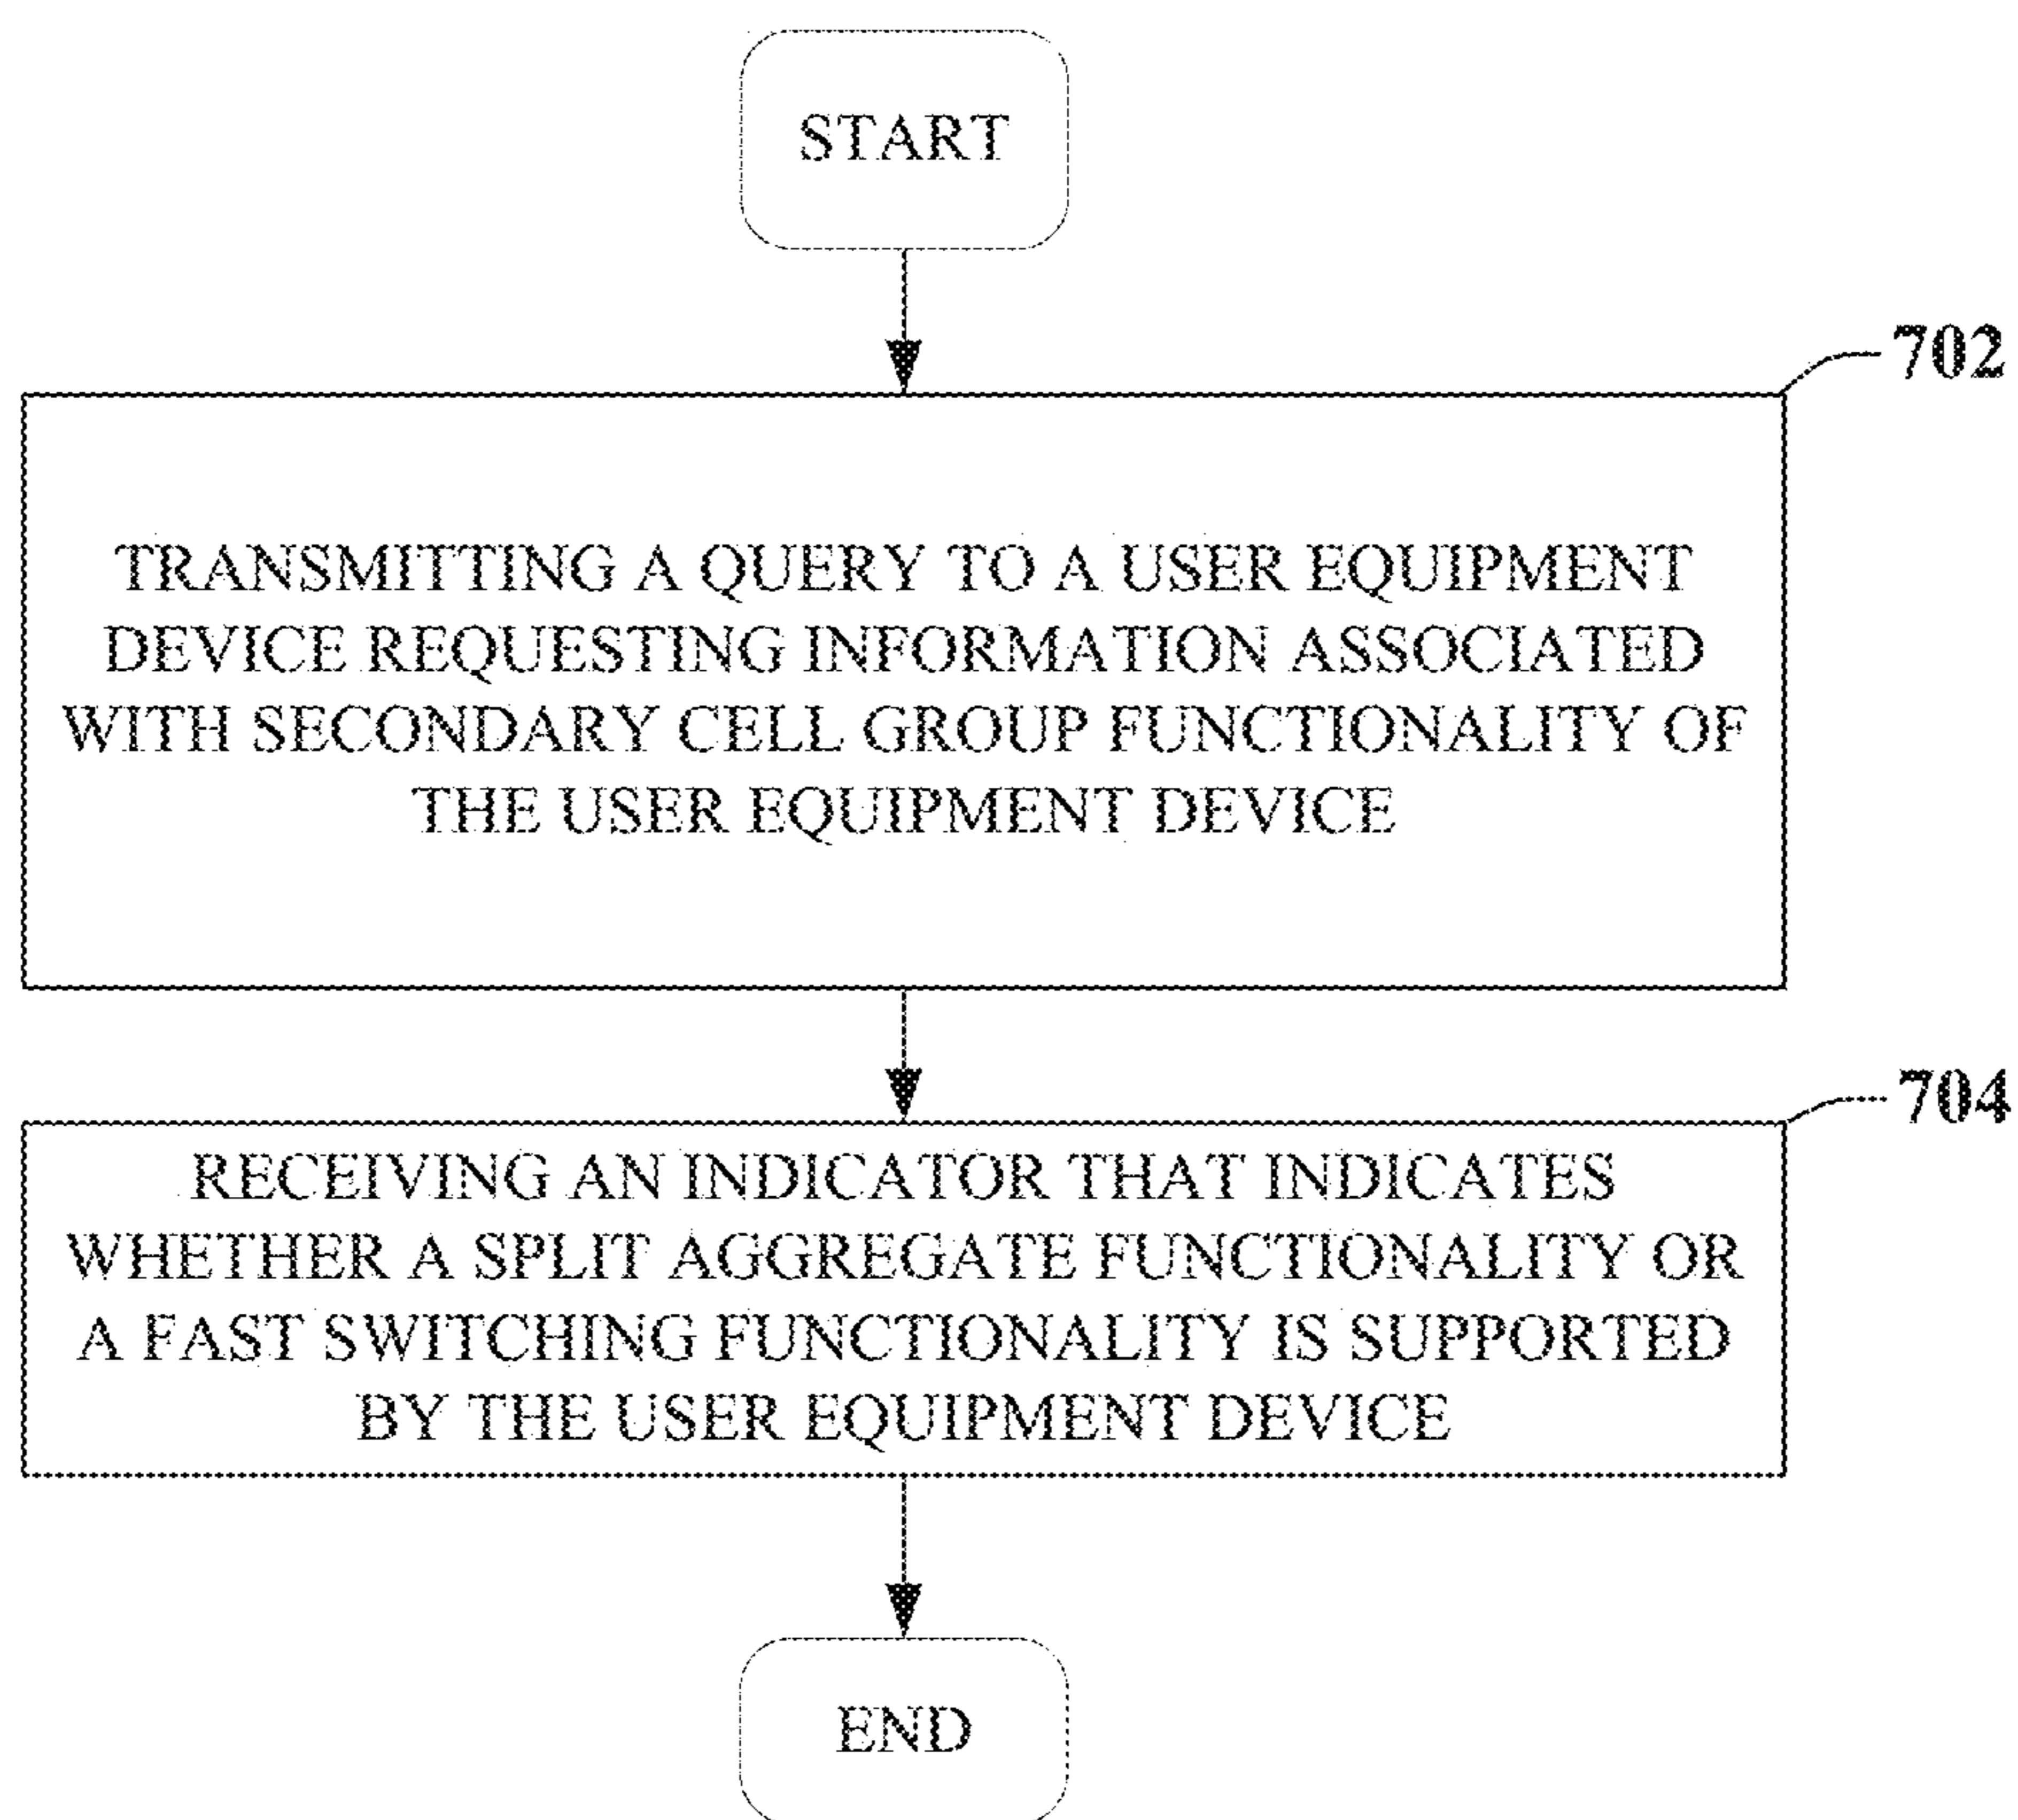 START
702
TRANSMITTING A QUERY TO A USER EQUIPMENT
DEVICE REQUESTING INFORMATION ASSOCIATED
WITH SECONDARY CELL GROUP FUNCTIONALITY OF
THE USER EQUIPMENT DEVICE
704
RECEIVING AN INDICATOR THAT INDICATES
WHETHER A SPLIT AGGREGATE FUNCTIONALITY OR
A FAST SWITCHING FUNCTIONALITY IS SUPPORTED
BY THE USER EQUIPMENT DEVICE
END